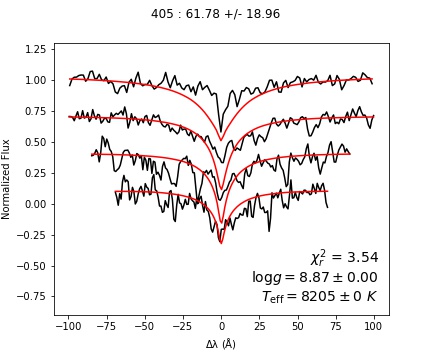 405 : 61.78 +/- 18.96
1.25
1.00
0.75
0.50
0.25
0.00
−0.25
−0.50
−0.75
Normalized Flux
χ²ᵣ = 3.54
logg = 8.87 ± 0.00
T_eff = 8205 ± 0 K
−100 −75 −50 −25 0 25 50 75 100
Δλ (Å)